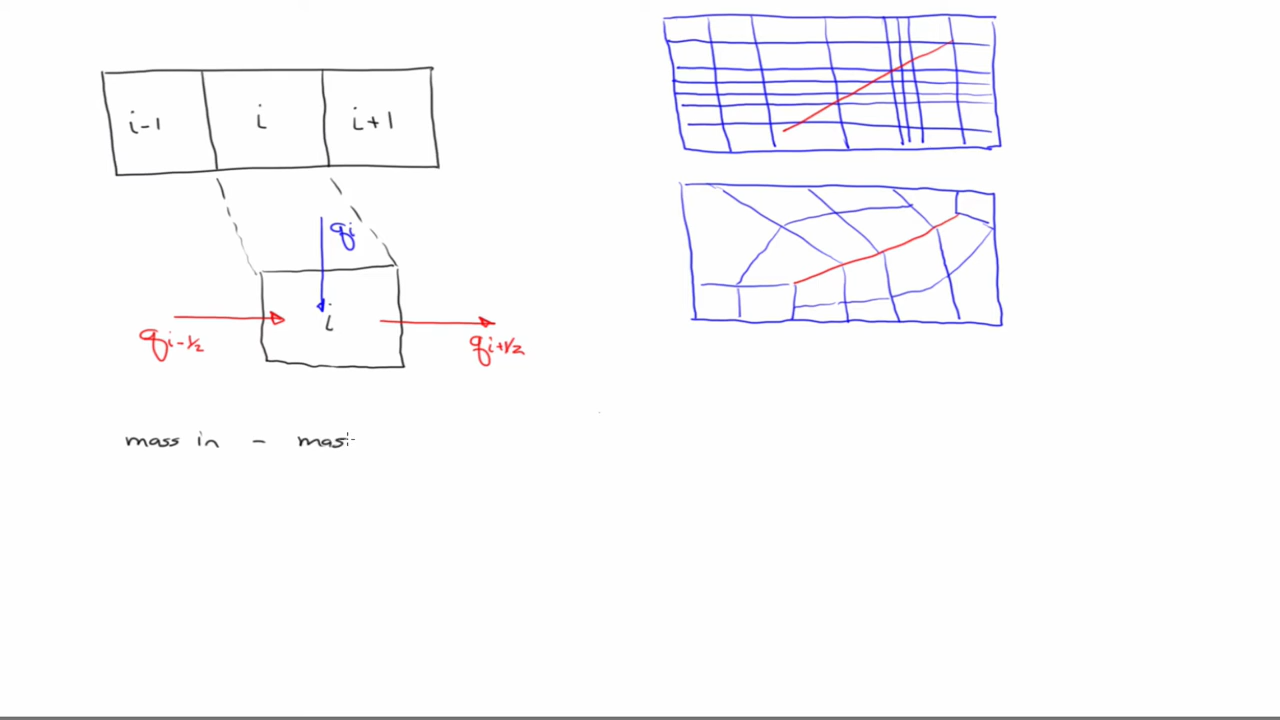 i-1 i i+1
qi
i
qi-1/2 qi+1/2
mass in - mas